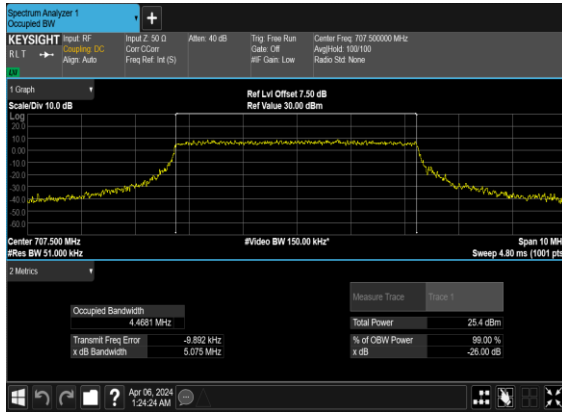 Spectrum Analyzer 1
Occupied BW
+
KEYSIGHT Input: RF Input Z: 50 Ω Atten: 40 dB Trig: Free Run Center Freq: 707.500000 MHz
RLT Coupling: DC Corr CCorr Gate: Off Avg|Hold: 100/100
Align: Auto Freq Ref: Int (S) #IF Gain: Low Radio Std: None
LXI
1 Graph
Ref Lvl Offset 7.50 dB
Scale/Div 10.0 dB Ref Value 30.00 dBm
Log
20.0
10.0
0.00
-10.0
-20.0
-30.0
-40.0
-50.0
-60.0
Center 707.500 MHz #Video BW 150.00 kHz* Span 10 MH
#Res BW 51.000 kHz Sweep 4.80 ms (1001 pts
2 Metrics
Measure Trace Trace 1
Occupied Bandwidth
4.4681 MHz
Total Power 25.4 dBm
Transmit Freq Error -9.892 kHz % of OBW Power 99.00 %
x dB Bandwidth 5.075 MHz x dB -26.00 dB
? Apr 06, 2024
1:24:24 AM